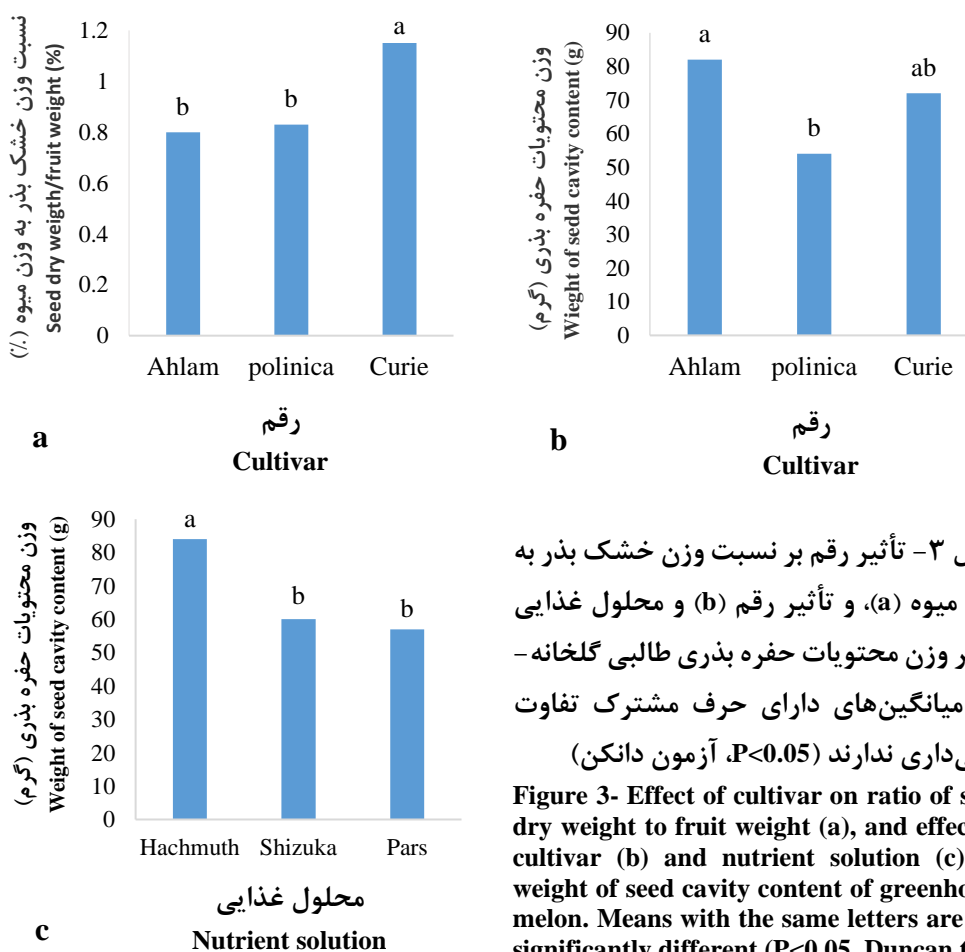 نسبت وزن خشک بذر به وزن میوه (٪)
Seed dry weigth/fruit weight (%)
1.2
1
0.8
0.6
0.4
0.2
0
b
b
a
Ahlam polinica Curie
رقم
Cultivar
a
وزن محتویات حفره بذری (گرم)
Wieght of sedd cavity content (g)
90
80
70
60
50
40
30
20
10
0
a
b
ab
Ahlam polinica Curie
رقم
Cultivar
b
وزن محتویات حفره بذری (گرم)
Weight of seed cavity content (g)
90
80
70
60
50
40
30
20
10
0
a
b
b
Hachmuth Shizuka Pars
محلول غذایی
Nutrient solution
c
۳- تأثیر رقم بر نسبت وزن خشک بذر به
میوه (a)، و تأثیر رقم (b) و محلول غذایی
وزن محتویات حفره بذری طالبی گلخانه-
میانگین‌های دارای حرف مشترک تفاوت
داری ندارند (P<0.05، آزمون دانکن)
Figure 3- Effect of cultivar on ratio of
dry weight to fruit weight (a), and
cultivar (b) and nutrient solution (c)
weight of seed cavity content of
melon. Means with the same letters are
significantly different (P<0.05, Duncan